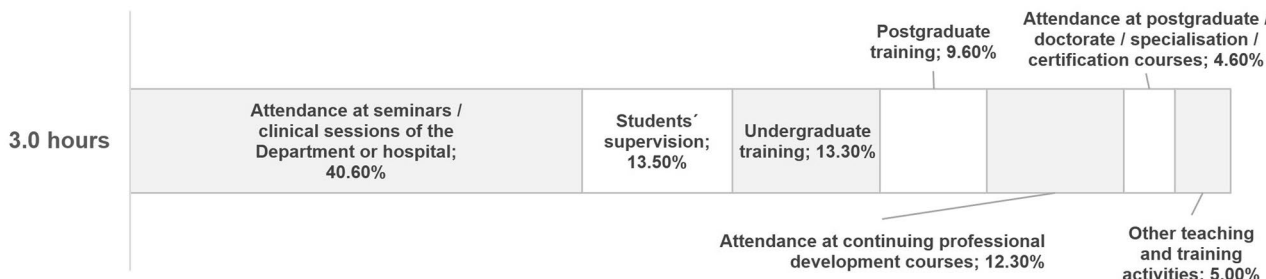 3.0 hours
Attendance at seminars /
clinical sessions of the
Department or hospital;
40.60%
Students´
supervision;
13.50%
Undergraduate
training; 13.30%
Postgraduate
training; 9.60%
Attendance at continuing professional
development courses; 12.30%
Attendance at postgraduate /
doctorate / specialisation /
certification courses; 4.60%
Other teaching
and training
activities; 5.00%